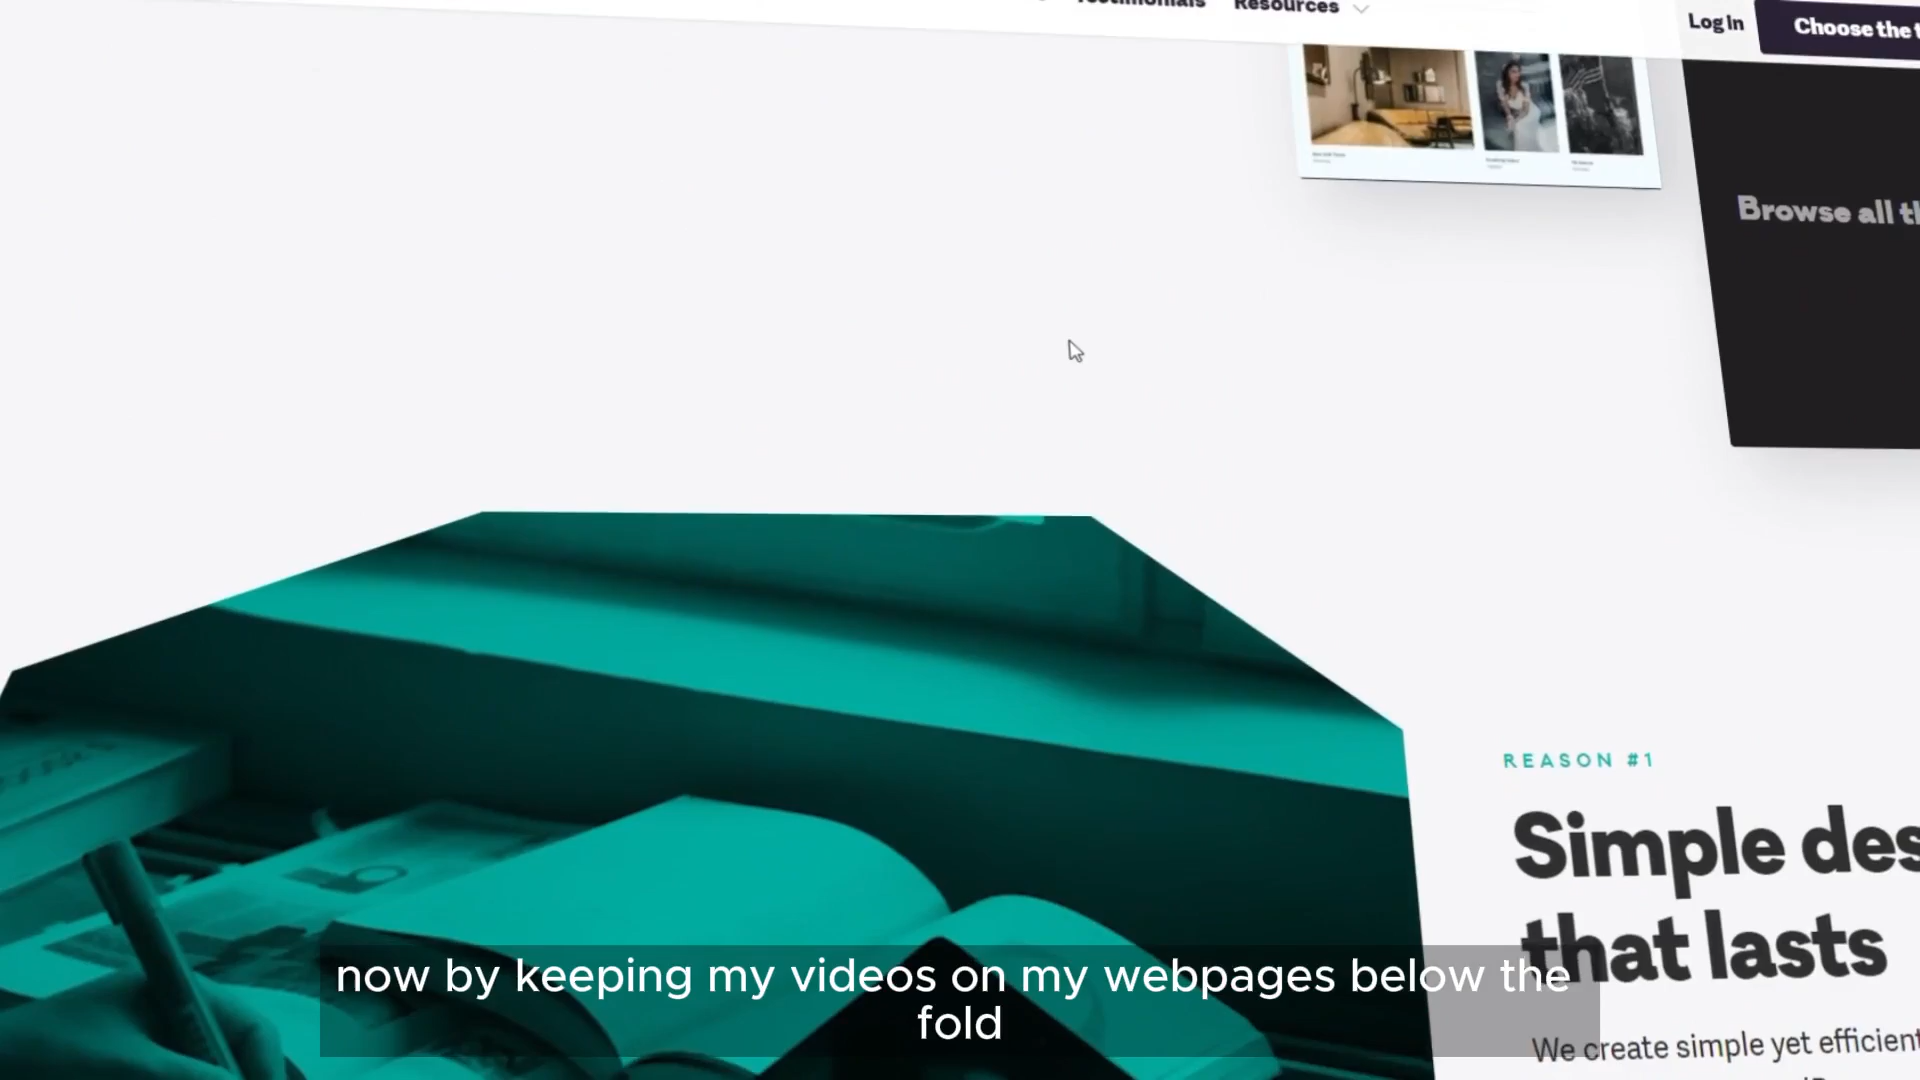 Testimonials Resources
Log In
Choose the
Browse all
REASON #1
Simple des
that lasts
We create simple yet efficient
now by keeping my videos on my webpages below the
fold